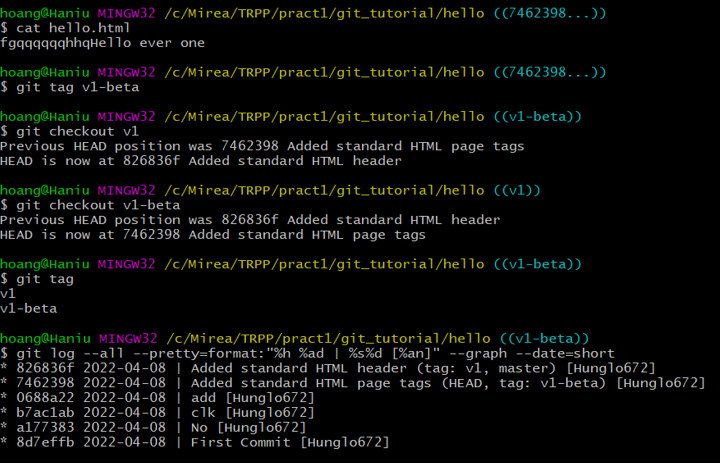 hoang@Haniu MINGW32 /c/Mirea/TRPP/pract1/git_tutorial/hello ((7462398...))
$ cat hello.html
fgqqqqqqhhqHello ever one
hoang@Haniu MINGW32 /c/Mirea/TRPP/pract1/git_tutorial/hello ((7462398...))
$ git tag v1-beta
hoang@Haniu MINGW32 /c/Mirea/TRPP/pract1/git_tutorial/hello ((v1-beta))
$ git checkout v1
Previous HEAD position was 7462398 Added standard HTML page tags
HEAD is now at 826836f Added standard HTML header
hoang@Haniu MINGW32 /c/Mirea/TRPP/pract1/git_tutorial/hello ((v1))
$ git checkout v1-beta
Previous HEAD position was 826836f Added standard HTML header
HEAD is now at 7462398 Added standard HTML page tags
hoang@Haniu MINGW32 /c/Mirea/TRPP/pract1/git_tutorial/hello ((v1-beta))
$ git tag
v1
v1-beta
hoang@Haniu MINGW32 /c/Mirea/TRPP/pract1/git_tutorial/hello ((v1-beta))
$ git log --all --pretty=format:"%h %ad | %s%d [%an]" --graph --date=short
* 826836f 2022-04-08 | Added standard HTML header (tag: v1, master) [Hunglo672]
* 7462398 2022-04-08 | Added standard HTML page tags (HEAD, tag: v1-beta) [Hunglo672]
* 0688a22 2022-04-08 | add [Hunglo672]
* b7ac1ab 2022-04-08 | clk [Hunglo672]
* a177383 2022-04-08 | No [Hunglo672]
* 8d7effb 2022-04-08 | First Commit [Hunglo672]